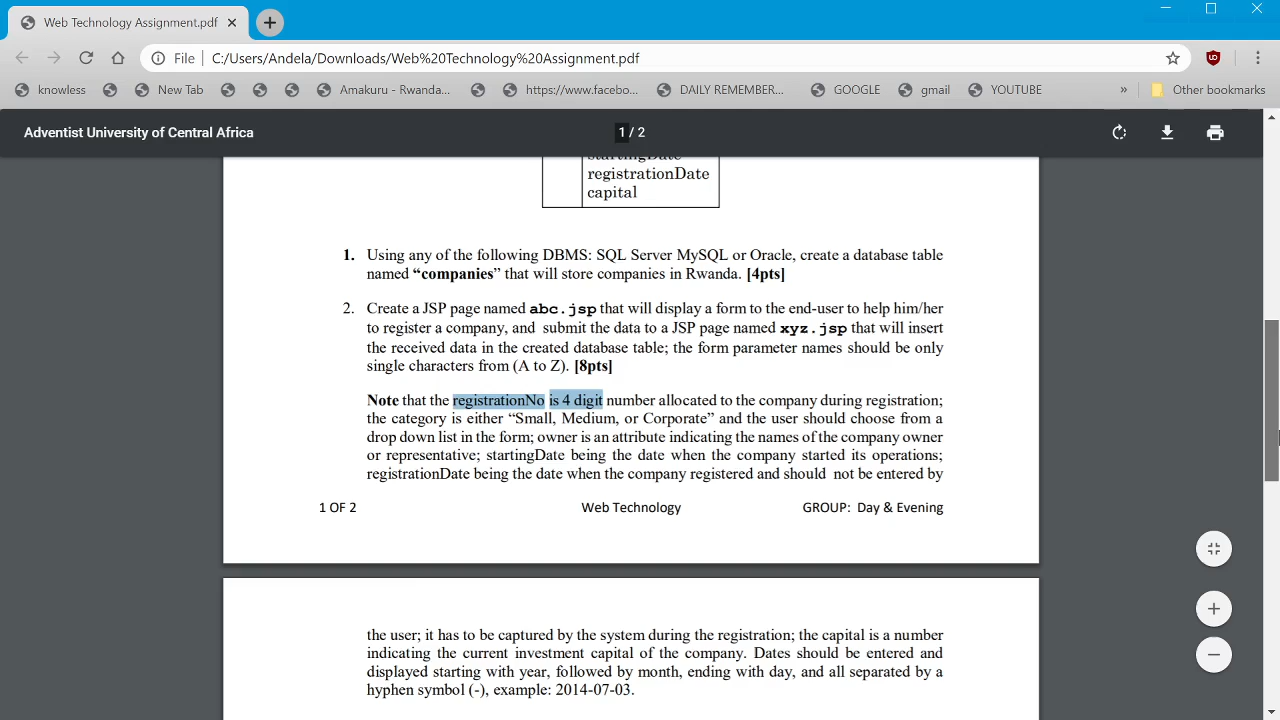 Web Technology Assignment.pdf
File C:/Users/Andela/Downloads/Web%20Technology%20Assignment.pdf
knowless New Tab Amakuru - Rwanda... https://www.facebo... DAILY REMEMBER... GOOGLE gmail YOUTUBE » Other bookmarks
Adventist University of Central Africa 1 / 2
startingDate
registrationDate
capital
1. Using any of the following DBMS: SQL Server MySQL or Oracle, create a database table
named “companies” that will store companies in Rwanda. [4pts]
2. Create a JSP page named abc.jsp that will display a form to the end-user to help him/her
to register a company, and submit the data to a JSP page named xyz.jsp that will insert
the received data in the created database table; the form parameter names should be only
single characters from (A to Z). [8pts]
Note that the registrationNo is 4 digit number allocated to the company during registration;
the category is either “Small, Medium, or Corporate” and the user should choose from a
drop down list in the form; owner is an attribute indicating the names of the company owner
or representative; startingDate being the date when the company started its operations;
registrationDate being the date when the company registered and should not be entered by
1 OF 2 Web Technology GROUP: Day & Evening
the user; it has to be captured by the system during the registration; the capital is a number
indicating the current investment capital of the company. Dates should be entered and
displayed starting with year, followed by month, ending with day, and all separated by a
hyphen symbol (-), example: 2014-07-03.